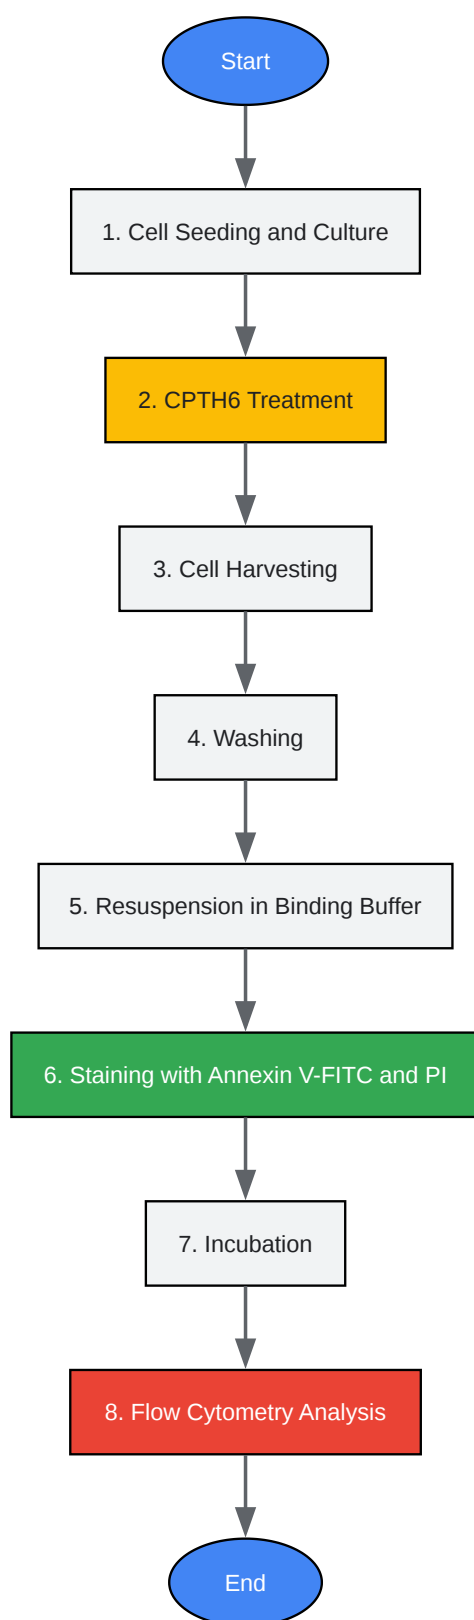 Start
1. Cell Seeding and Culture
2. CPTH6 Treatment
3. Cell Harvesting
4. Washing
5. Resuspension in Binding Buffer
6. Staining with Annexin V-FITC and PI
7. Incubation
8. Flow Cytometry Analysis
End